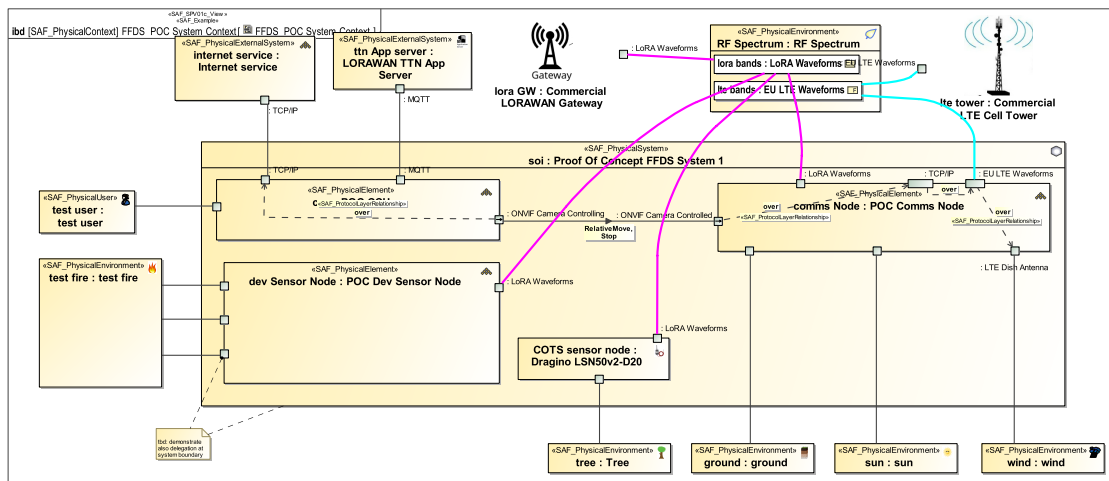 «SAF_SPV01c_View »
«SAF_Example»
ibd [SAF_PhysicalContext] FFDS POC System Context[ FFDS POC System Context ]
«SAF_PhysicalExternalSystem»
internet service :
Internet service
«SAF_PhysicalExternalSystem»
ttn App server :
LORAWAN TTN App
Server
Gateway
lora GW : Commercial
LORAWAN Gateway
: LoRA Waveforms
«SAF_PhysicalEnvironment»
RF Spectrum : RF Spectrum
lora bands : LoRA Waveforms
lte bands : EU LTE Waveforms
LTE Waveforms
lte tower : Commercial
LTE Cell Tower
: TCP/IP
: MQTT
«SAF_PhysicalSystem»
soi : Proof Of Concept FFDS System 1
: TCP/IP
: MQTT
: LoRA Waveforms
: TCP/IP
: EU LTE Waveforms
«SAF_PhysicalUser»
test user :
test user
«SAF_PhysicalElement»
«SAF_ProtocolLayerRelationship»
over
: ONVIF Camera Controlling
: ONVIF Camera Controlled
RelativeMove,
Stop
«SAF_PhysicalElement»
comms Node : POC Comms Node
over
over
«SAF_ProtocolLayerRelationship»
over
«SAF_ProtocolLayerRelationship»
«SAF_PhysicalEnvironment»
test fire : test fire
«SAF_PhysicalElement»
dev Sensor Node : POC Dev Sensor Node
: LoRA Waveforms
: LTE Dish Antenna
: LoRA Waveforms
COTS sensor node :
Dragino LSN50v2-D20
tbd: demonstrate
also delegation at
system boundary
«SAF_PhysicalEnvironment»
tree : Tree
«SAF_PhysicalEnvironment»
ground : ground
«SAF_PhysicalEnvironment»
sun : sun
«SAF_PhysicalEnvironment»
wind : wind